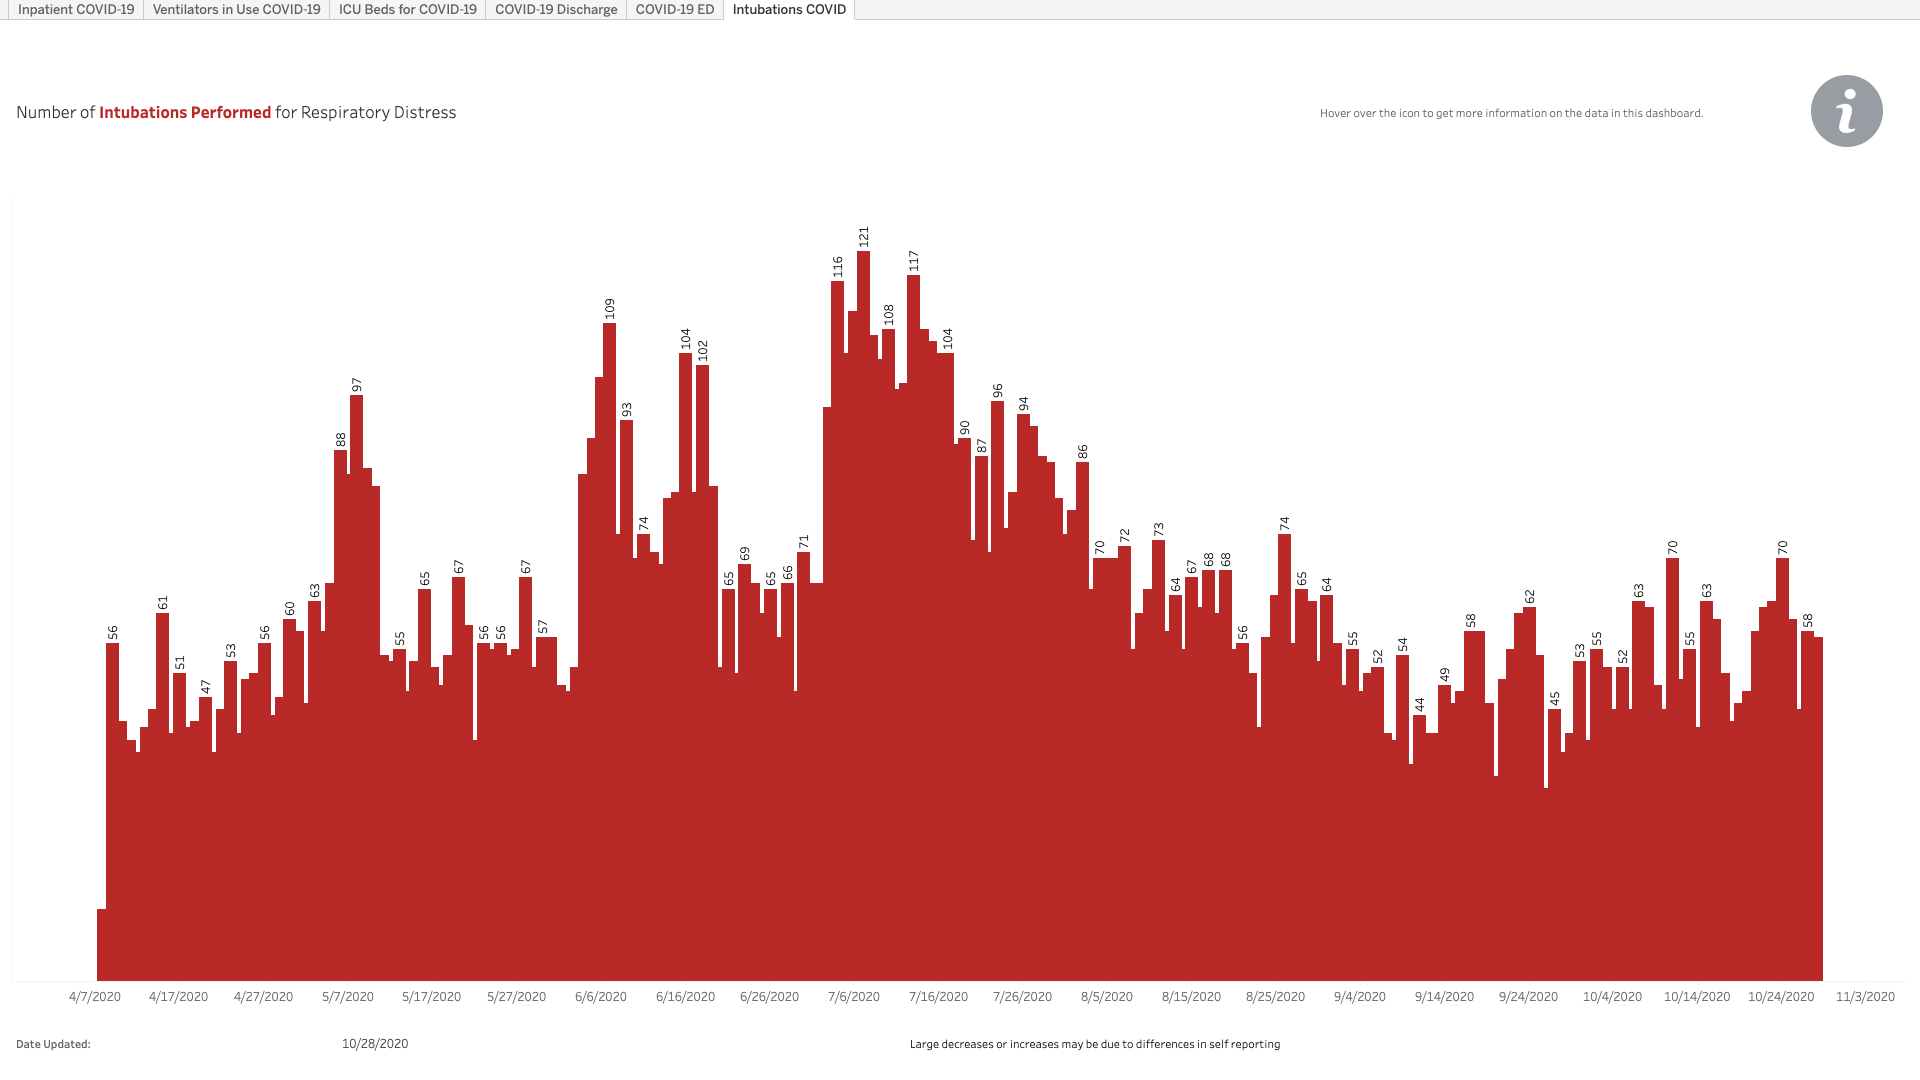 Inpatient COVID-19 Ventilators in Use COVID-19 ICU Beds for COVID-19 COVID-19 Discharge COVID-19 ED Intubations COVID
Number of Intubations Performed for Respiratory Distress
Hover over the icon to get more information on the data in this dashboard.
i
56 61 51 47 53 56 60 63 88 97 55 65 67 56 56 67 57 109 93 74 104 102 65 69 65 66 71 116 121 108 117 104 90 87 96 94 86 70 72 73 64 67 68 68 56 74 65 64 55 52 54 44 49 58 62 45 53 55 52 63 70 55 63 70 58
4/7/2020 4/17/2020 4/27/2020 5/7/2020 5/17/2020 5/27/2020 6/6/2020 6/16/2020 6/26/2020 7/6/2020 7/16/2020 7/26/2020 8/5/2020 8/15/2020 8/25/2020 9/4/2020 9/14/2020 9/24/2020 10/4/2020 10/14/2020 10/24/2020 11/3/2020
Date Updated: 10/28/2020
Large decreases or increases may be due to differences in self reporting